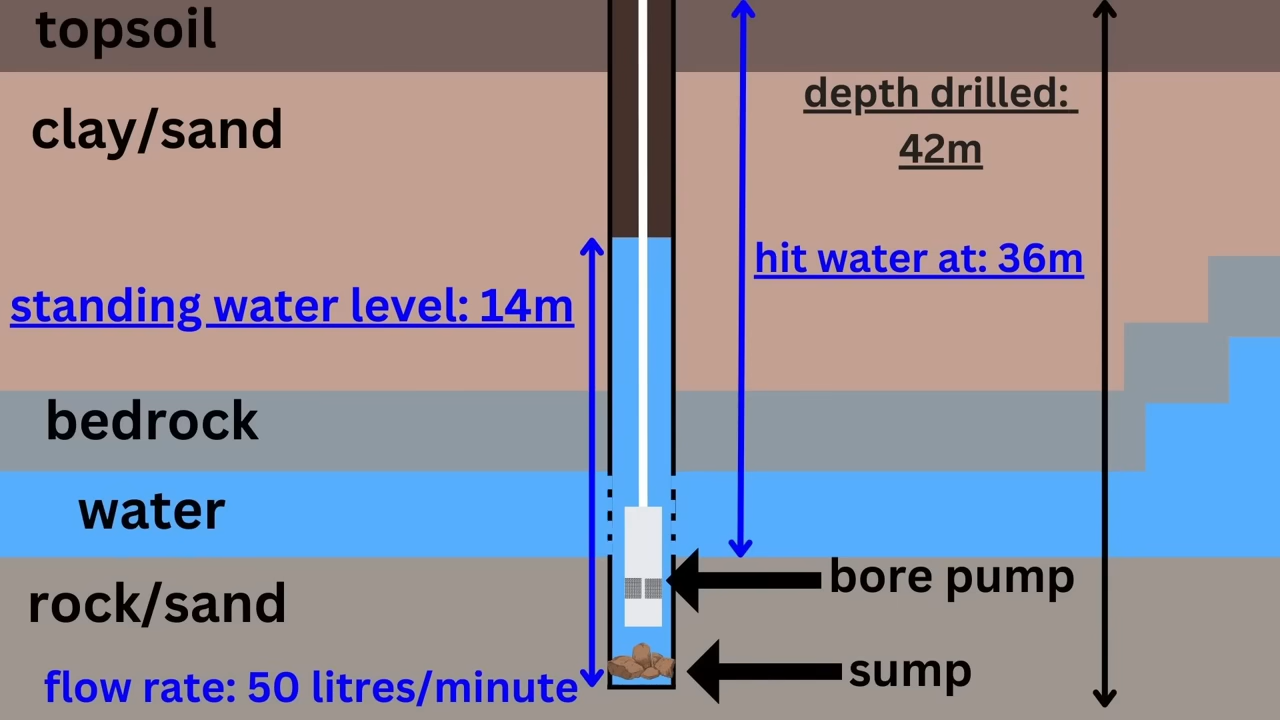 topsoil
clay/sand
depth drilled:
42m
hit water at: 36m
standing water level: 14m
bedrock
water
bore pump
rock/sand
sump
flow rate: 50 litres/minute